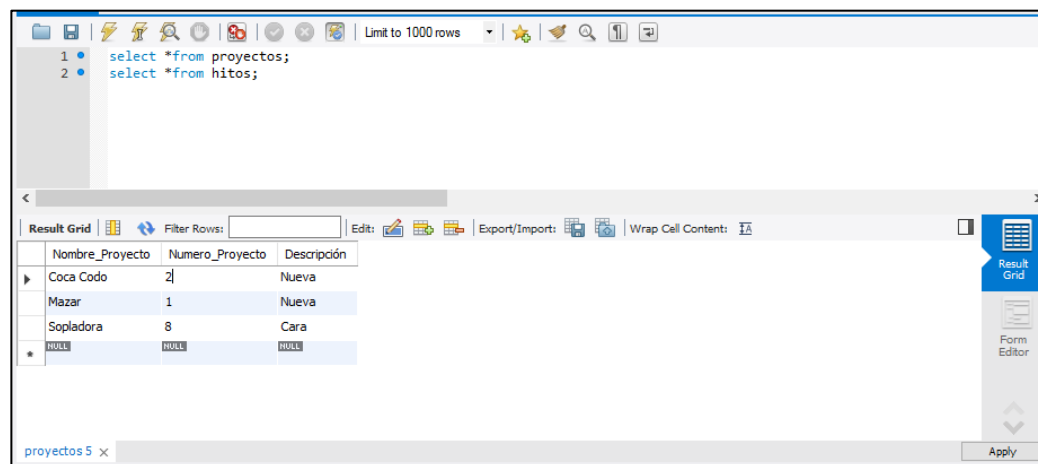 Limit to 1000 rows
1 select *from proyectos;
2 select *from hitos;
Result Grid Filter Rows: Edit: Export/Import: Wrap Cell Content:
Nombre_Proyecto Numero_Proyecto Descripción
Coca Codo 2 Nueva
Mazar 1 Nueva
Sopladora 8 Cara
NULL NULL NULL
Result
Grid
Form
Editor
proyectos 5
Apply